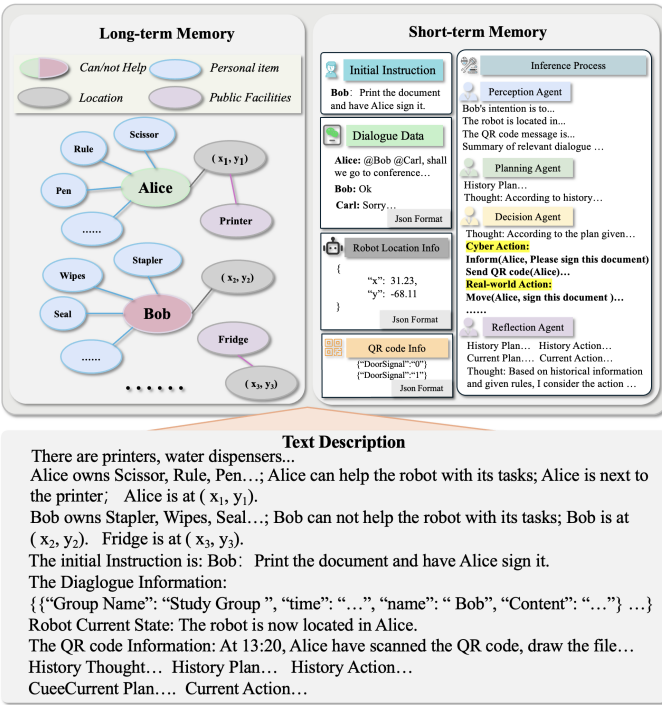 Long-term Memory
Can/not Help
Personal item
Location
Public Facilities
Scissor
Rule
Pen
……
Alice
( x₁, y₁)
Printer
Stapler
Wipes
Seal
……
Bob
( x₂, y₂)
Fridge
( x₃, y₃)
……
Short-term Memory
Initial Instruction
Bob: Print the document
and have Alice sign it.
Dialogue Data
Alice: @Bob @Carl, shall
we go to conference…
Bob: Ok
Carl: Sorry…
Json Format
Robot Location Info
{
“x”: 31.23,
“y”: -68.11
}
Json Format
QR code Info
{“DoorSignal”:“0”}
{“DoorSignal”:“1”}
Json Format
Inference Process
Perception Agent
Bob's intention is to...
The robot is located in...
The QR code message is...
Summary of relevant dialogue …
Planning Agent
History Plan…
Thought: According to history…
Decision Agent
Thought: According to the plan given…
Cyber Action:
Inform(Alice, Please sign this document)
Send QR code(Alice)…
Real-world Action:
Move(Alice, sign this document )…
……
Reflection Agent
History Plan… History Action…
Current Plan…. Current Action…
Thought: Based on historical information
and given rules, I consider the action …
Text Description
There are printers, water dispensers...
Alice owns Scissor, Rule, Pen…; Alice can help the robot with its tasks; Alice is next to
the printer; Alice is at ( x₁, y₁).
Bob owns Stapler, Wipes, Seal…; Bob can not help the robot with its tasks; Bob is at
( x₂, y₂). Fridge is at ( x₃, y₃).
The initial Instruction is: Bob: Print the document and have Alice sign it.
The Diaglogue Information:
{{“Group Name”: “Study Group ”, “time”: “…”, “name”: “ Bob”, “Content”: “…”} …}
Robot Current State: The robot is now located in Alice.
The QR code Information: At 13:20, Alice have scanned the QR code, draw the file…
History Thought… History Plan… History Action…
CueeCurrent Plan…. Current Action…